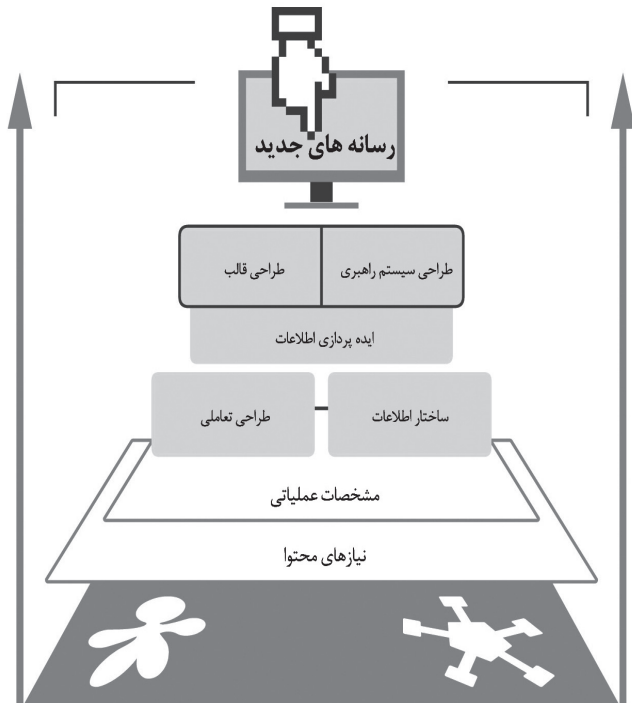 رسانه های جدید
طراحی سیستم راهبری
طراحی قالب
ایده پردازی اطلاعات
ساختار اطلاعات
طراحی تعاملی
مشخصات عملیاتی
نیازهای محتوا